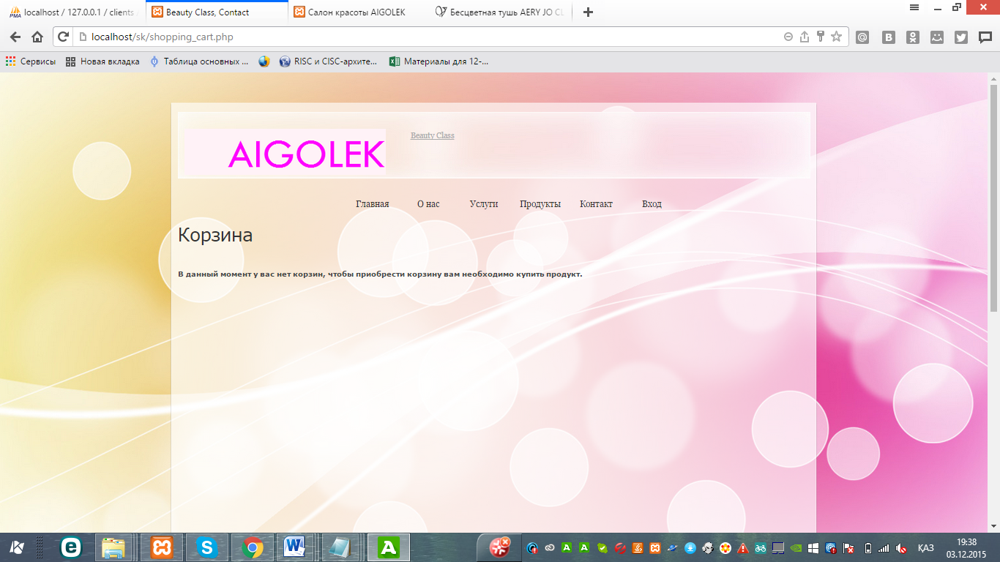 localhost / 127.0.0.1 / clients
Beauty Class, Contact
Салон красоты AIGOLEK
Бесцветная тушь AERY JO CL
localhost/sk/shopping_cart.php
Сервисы
Новая вкладка
Таблица основных ...
RISC и CISC-архите...
Материалы для 12-...
AIGOLEK
Beauty Class
Главная О нас Услуги Продукты Контакт Вход
Корзина
В данный момент у вас нет корзин, чтобы приобрести корзину вам необходимо купить продукт.
ҚАЗ
19:38
03.12.2015